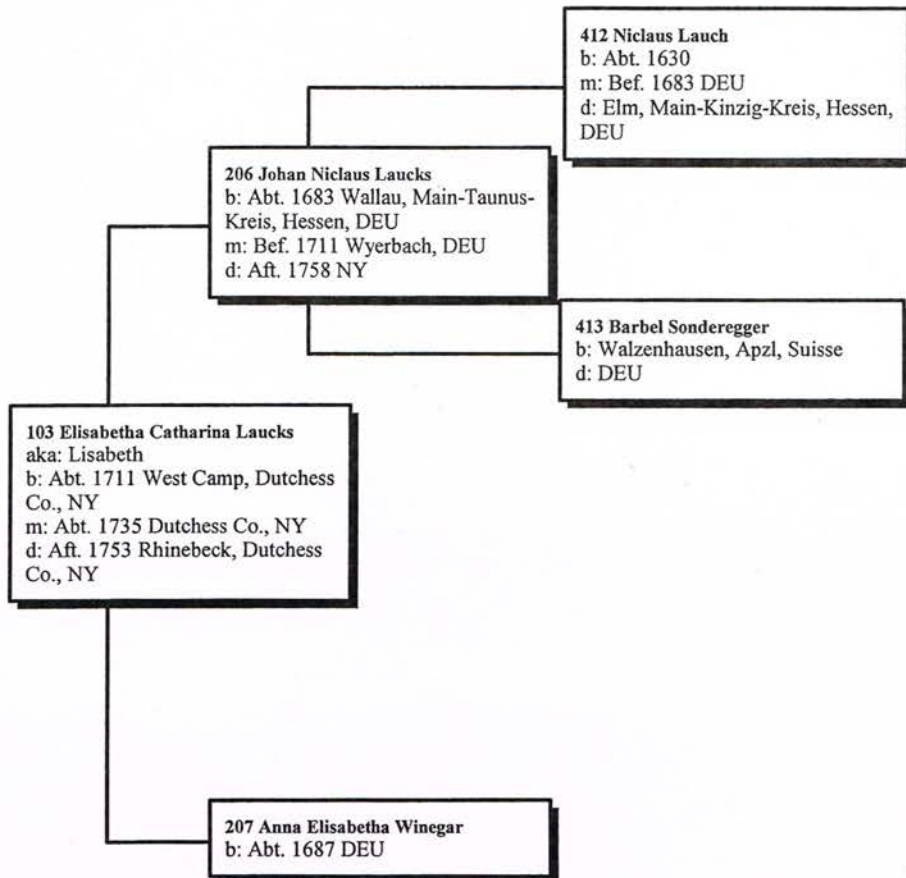 412 Niclaus Lauch
b: Abt. 1630
m: Bef. 1683 DEU
d: Elm, Main-Kinzig-Kreis, Hessen,
DEU
206 Johan Niclaus Laucks
b: Abt. 1683 Wallau, Main-Taunus-
Kreis, Hessen, DEU
m: Bef. 1711 Wyerbach, DEU
d: Aft. 1758 NY
413 Barbel Sonderegger
b: Walzenhausen, Apzl, Suisse
d: DEU
103 Elisabetha Catharina Laucks
aka: Lisabeth
b: Abt. 1711 West Camp, Dutchess
Co., NY
m: Abt. 1735 Dutchess Co., NY
d: Aft. 1753 Rhinebeck, Dutchess
Co., NY
207 Anna Elisabetha Winegar
b: Abt. 1687 DEU